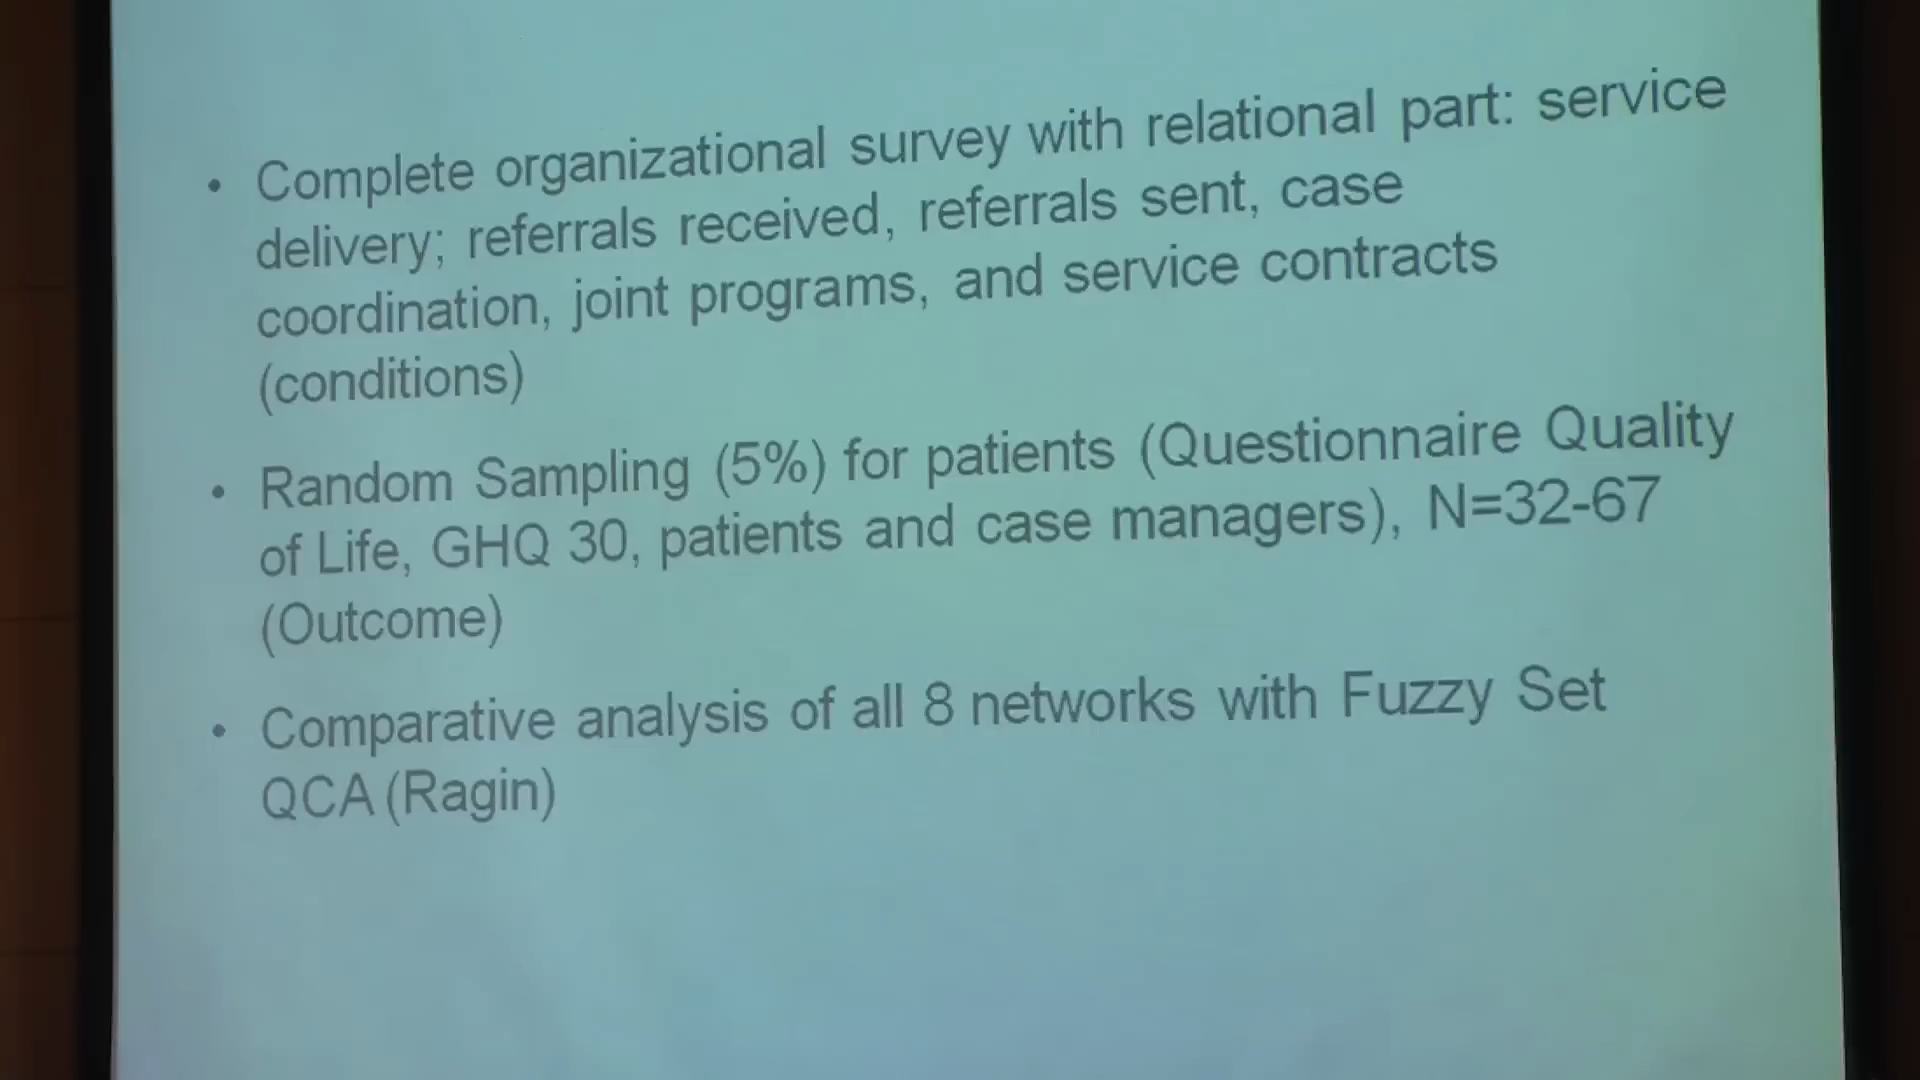 • Complete organizational survey with relational part: service
delivery; referrals received, referrals sent, case
coordination, joint programs, and service contracts
(conditions)
• Random Sampling (5%) for patients (Questionnaire Quality
of Life, GHQ 30, patients and case managers), N=32-67
(Outcome)
• Comparative analysis of all 8 networks with Fuzzy Set
QCA (Ragin)